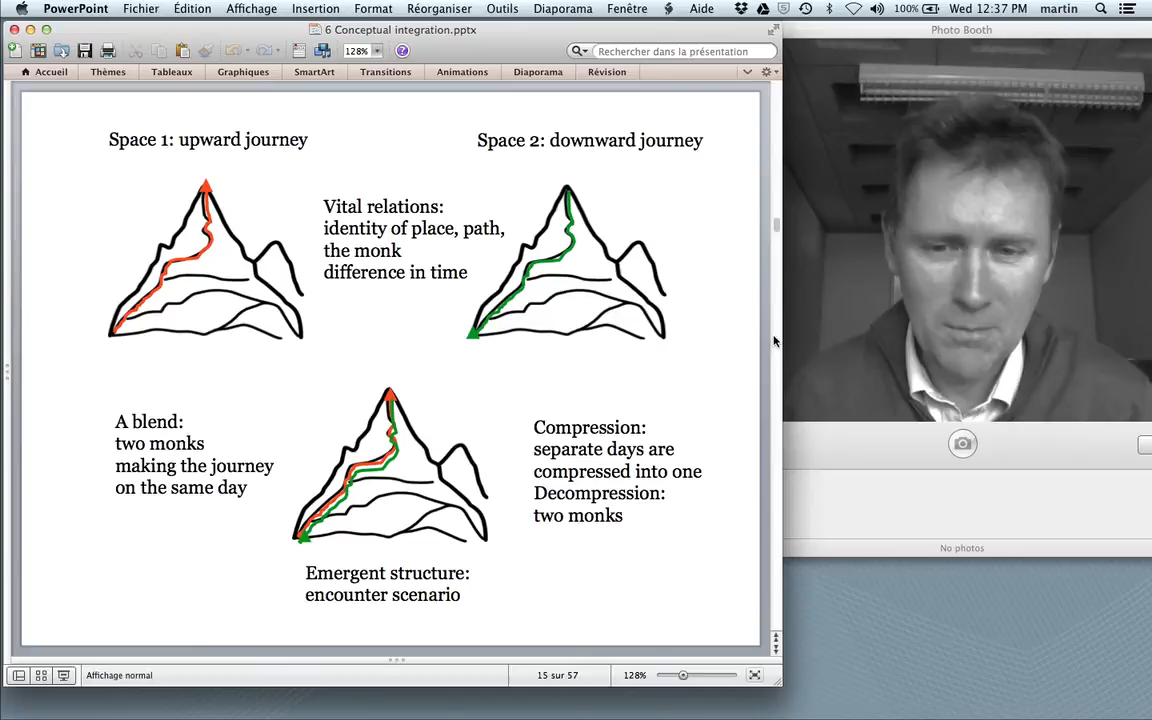 PowerPoint Fichier Édition Affichage Insertion Format Réorganiser Outils Diaporama Fenêtre Aide 100% Wed 12:37 PM martin
6 Conceptual integration.pptx
Photo Booth
128%
Rechercher dans la présentation
Accueil Thèmes Tableaux Graphiques SmartArt Transitions Animations Diaporama Révision
Space 1: upward journey
Space 2: downward journey
Vital relations:
identity of place, path,
the monk
difference in time
A blend:
two monks
making the journey
on the same day
Compression:
separate days are
compressed into one
Decompression:
two monks
Emergent structure:
encounter scenario
No photos
Affichage normal
15 sur 57
128%